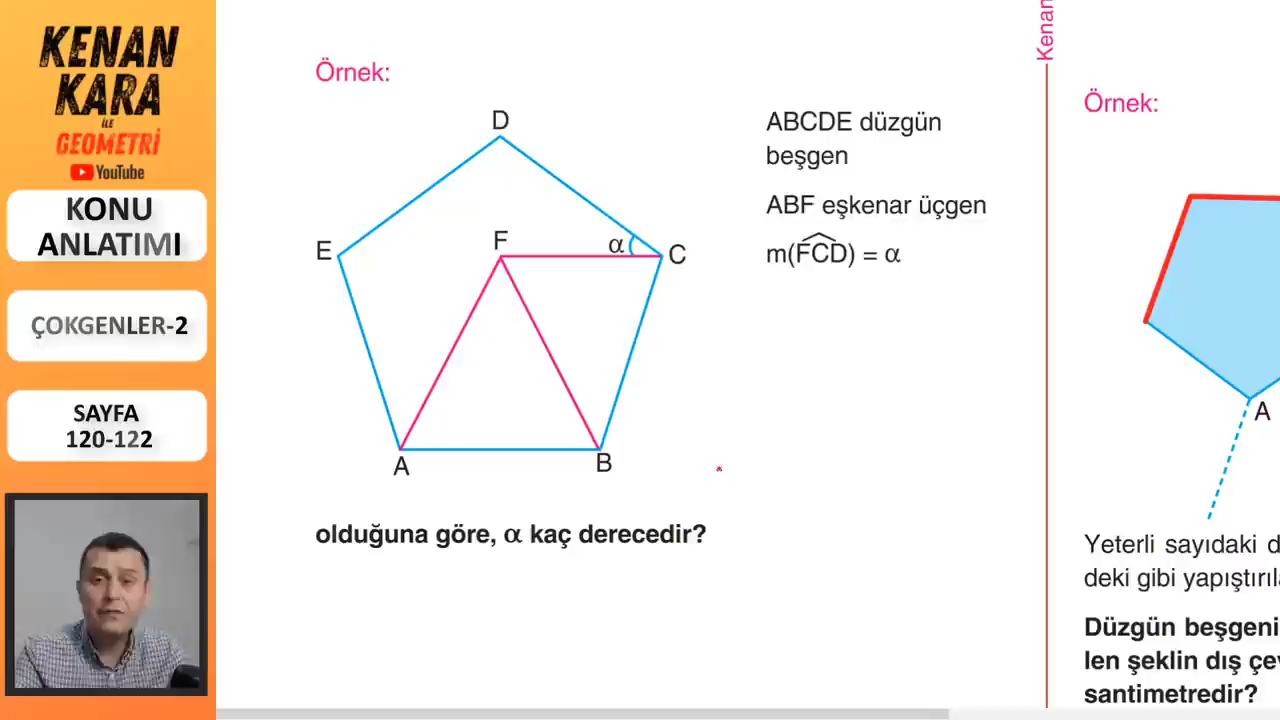 KENAN
KARA
İLE
GEOMETRİ
YouTube
KONU
ANLATIMI
ÇOKGENLER-2
SAYFA
120-122
Örnek:
D
E
F
α
C
A
B
ABCDE düzgün
beşgen
ABF eşkenar üçgen
m(FCD) = α
olduğuna göre, α kaç derecedir?
Kenan
Örnek:
A
Yeterli sayıdaki d
deki gibi yapıştırıl
Düzgün beşgeni
len şeklin dış çev
santimetredir?